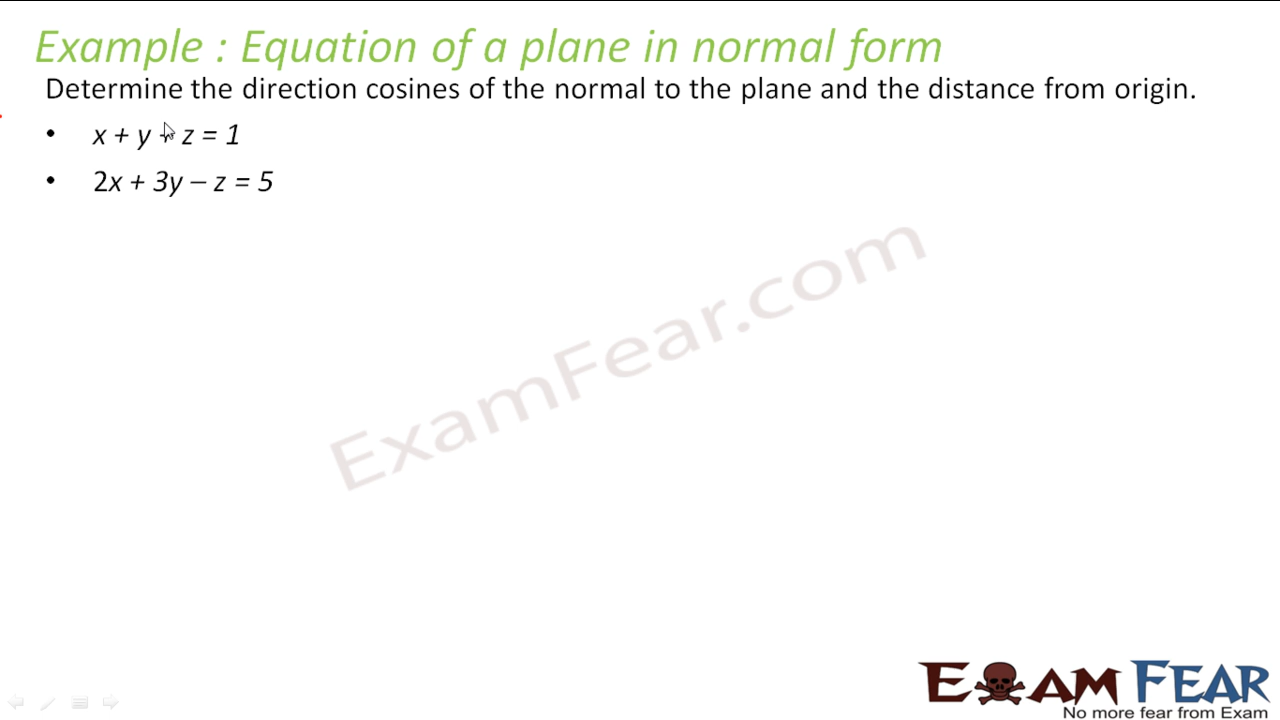 Example : Equation of a plane in normal form
Determine the direction cosines of the normal to the plane and the distance from origin.
• x + y + z = 1
• 2x + 3y – z = 5
ExamFear.com
EXAM FEAR
No more fear from Exam